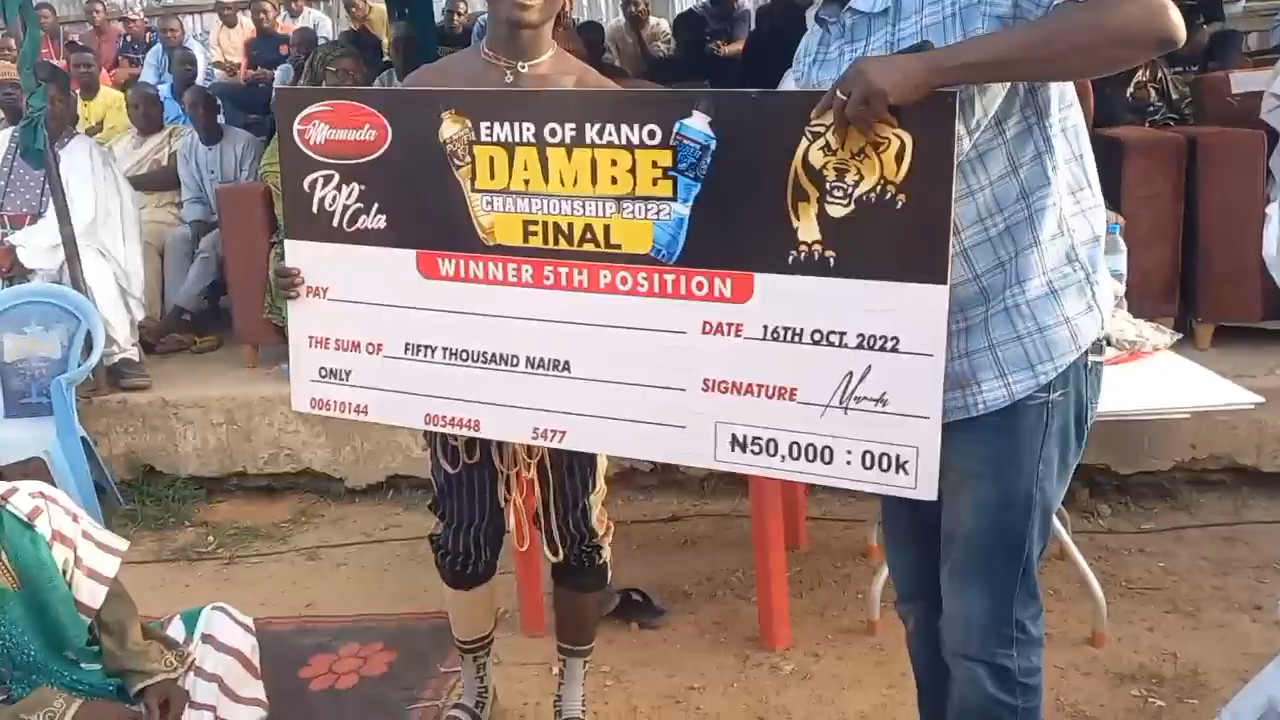 Mamuda
Pop Cola
EMIR OF KANO
DAMBE
CHAMPIONSHIP 2022
FINAL
WINNER 5TH POSITION
PAY
DATE 16TH OCT. 2022
THE SUM OF FIFTY THOUSAND NAIRA
ONLY
SIGNATURE
00610144 0054448 5477
₦50,000 : 00k